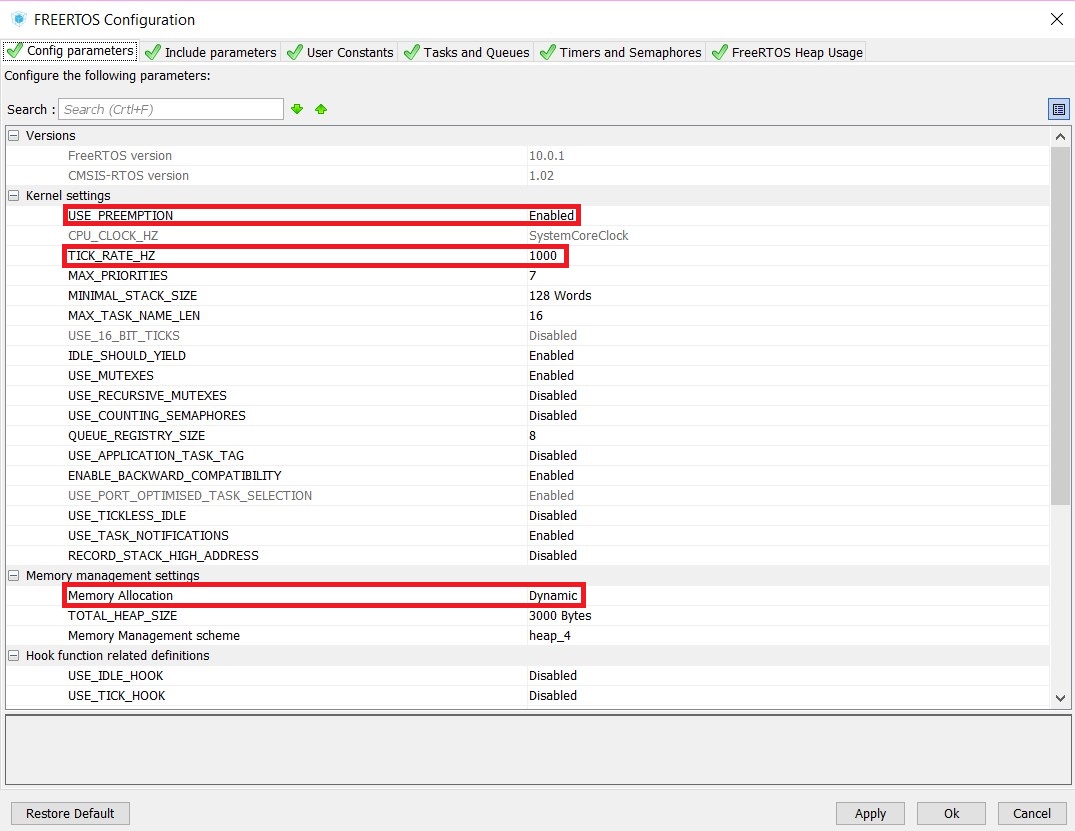 FREERTOS Configuration
Config parameters Include parameters User Constants Tasks and Queues Timers and Semaphores FreeRTOS Heap Usage
Configure the following parameters:
Search : Search (Crtl+F)
Versions
FreeRTOS version 10.0.1
CMSIS-RTOS version 1.02
Kernel settings
USE_PREEMPTION Enabled
CPU_CLOCK_HZ SystemCoreClock
TICK_RATE_HZ 1000
MAX_PRIORITIES 7
MINIMAL_STACK_SIZE 128 Words
MAX_TASK_NAME_LEN 16
USE_16_BIT_TICKS Disabled
IDLE_SHOULD_YIELD Enabled
USE_MUTEXES Enabled
USE_RECURSIVE_MUTEXES Disabled
USE_COUNTING_SEMAPHORES Disabled
QUEUE_REGISTRY_SIZE 8
USE_APPLICATION_TASK_TAG Disabled
ENABLE_BACKWARD_COMPATIBILITY Enabled
USE_PORT_OPTIMISED_TASK_SELECTION Enabled
USE_TICKLESS_IDLE Disabled
USE_TASK_NOTIFICATIONS Enabled
RECORD_STACK_HIGH_ADDRESS Disabled
Memory management settings
Memory Allocation Dynamic
TOTAL_HEAP_SIZE 3000 Bytes
Memory Management scheme heap_4
Hook function related definitions
USE_IDLE_HOOK Disabled
USE_TICK_HOOK Disabled
Restore Default Apply Ok Cancel